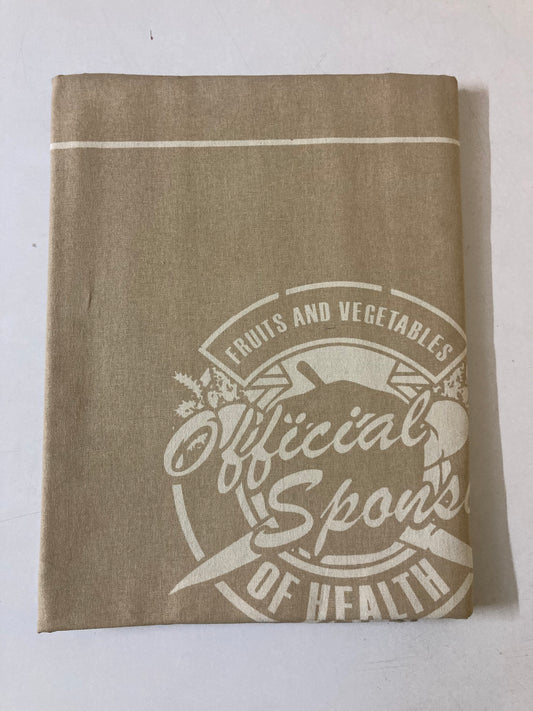 FRUITS AND VEGETABLES
Official
Spons
OF HEALTH